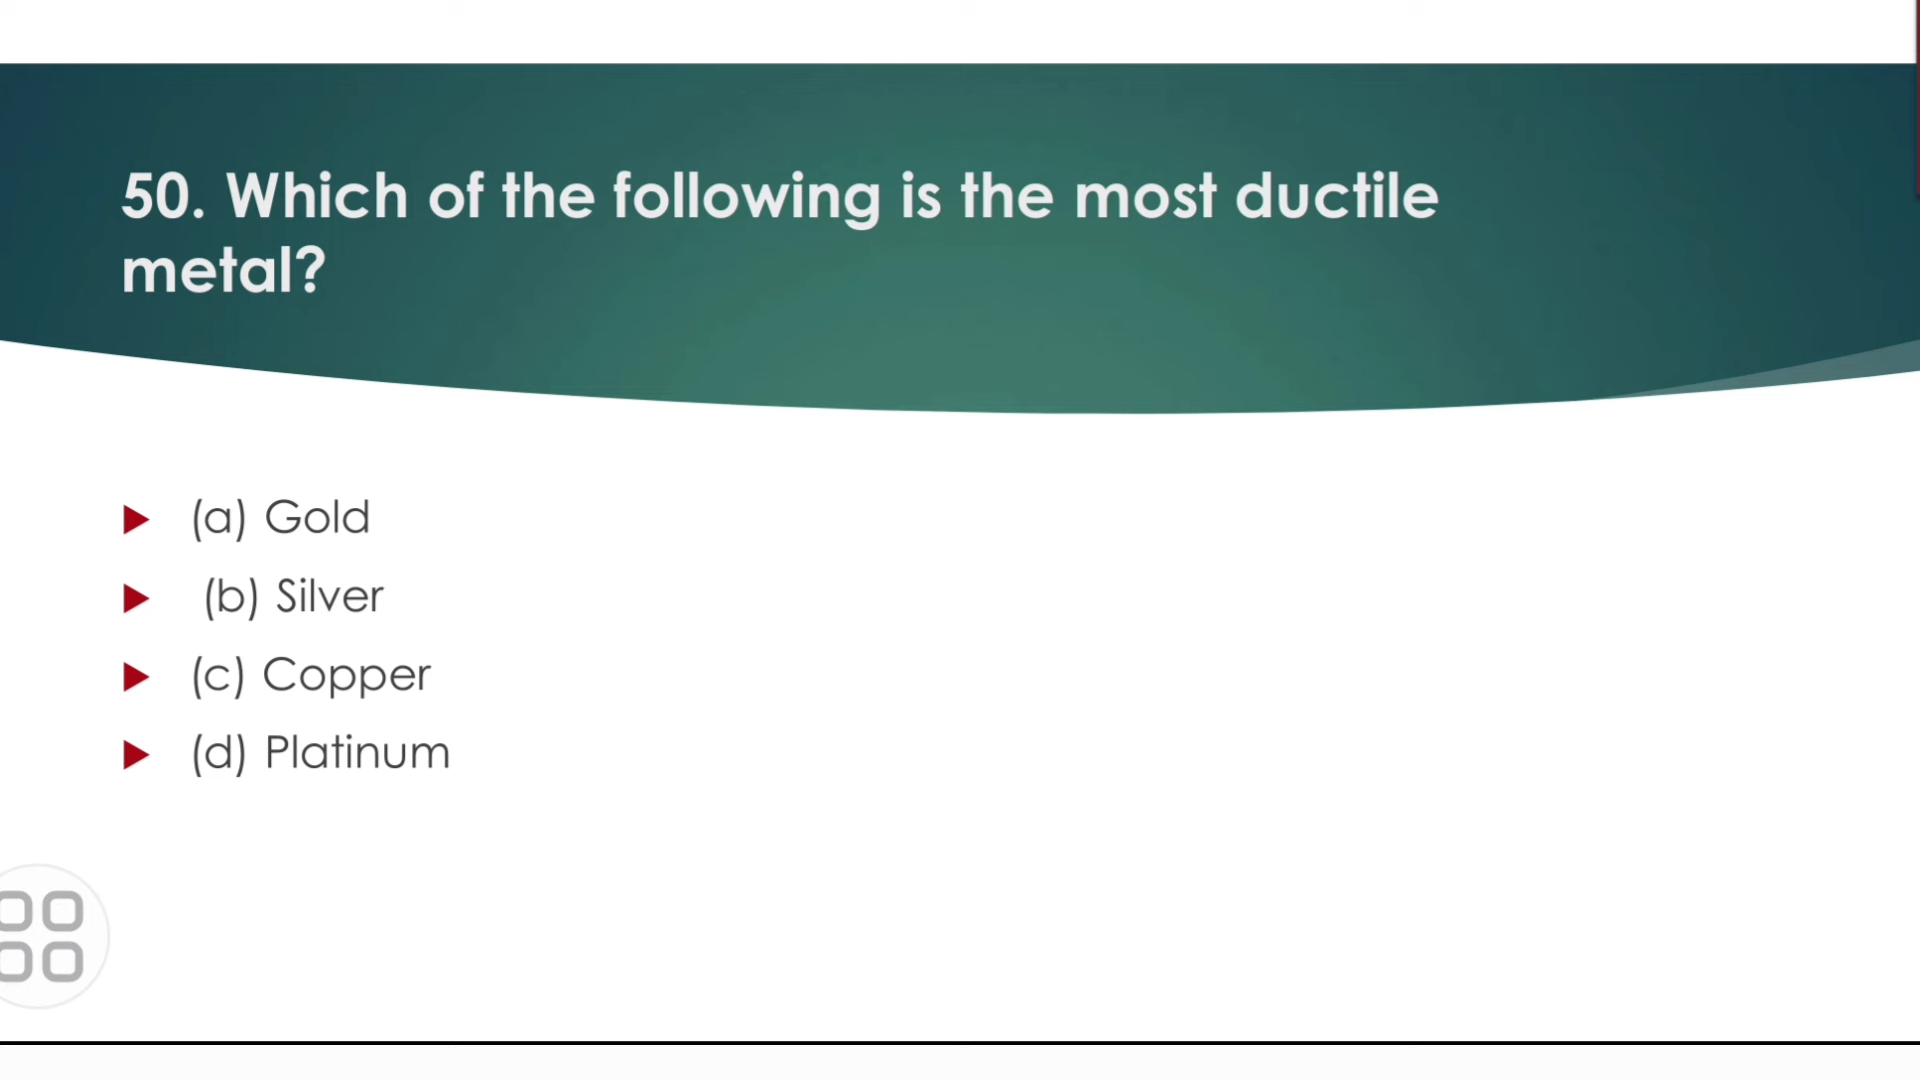 50. Which of the following is the most ductile
metal?
(a) Gold
(b) Silver
(c) Copper
(d) Platinum